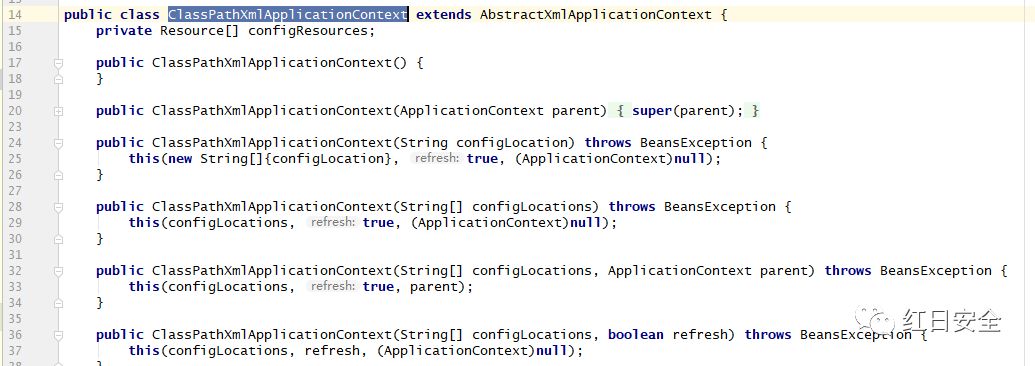 14 public class ClassPathXmlApplicationContext extends AbstractXmlApplicationContext {
15 private Resource[] configResources;
16
17 public ClassPathXmlApplicationContext() {
18 }
19
20 public ClassPathXmlApplicationContext(ApplicationContext parent) { super(parent); }
23
24 public ClassPathXmlApplicationContext(String configLocation) throws BeansException {
25 this(new String[]{configLocation}, refresh: true, (ApplicationContext)null);
26 }
27
28 public ClassPathXmlApplicationContext(String[] configLocations) throws BeansException {
29 this(configLocations, refresh: true, (ApplicationContext)null);
30 }
31
32 public ClassPathXmlApplicationContext(String[] configLocations, ApplicationContext parent) throws BeansException {
33 this(configLocations, refresh: true, parent);
34 }
35
36 public ClassPathXmlApplicationContext(String[] configLocations, boolean refresh) throws BeansException {
37 this(configLocations, refresh, (ApplicationContext)null);
红日安全